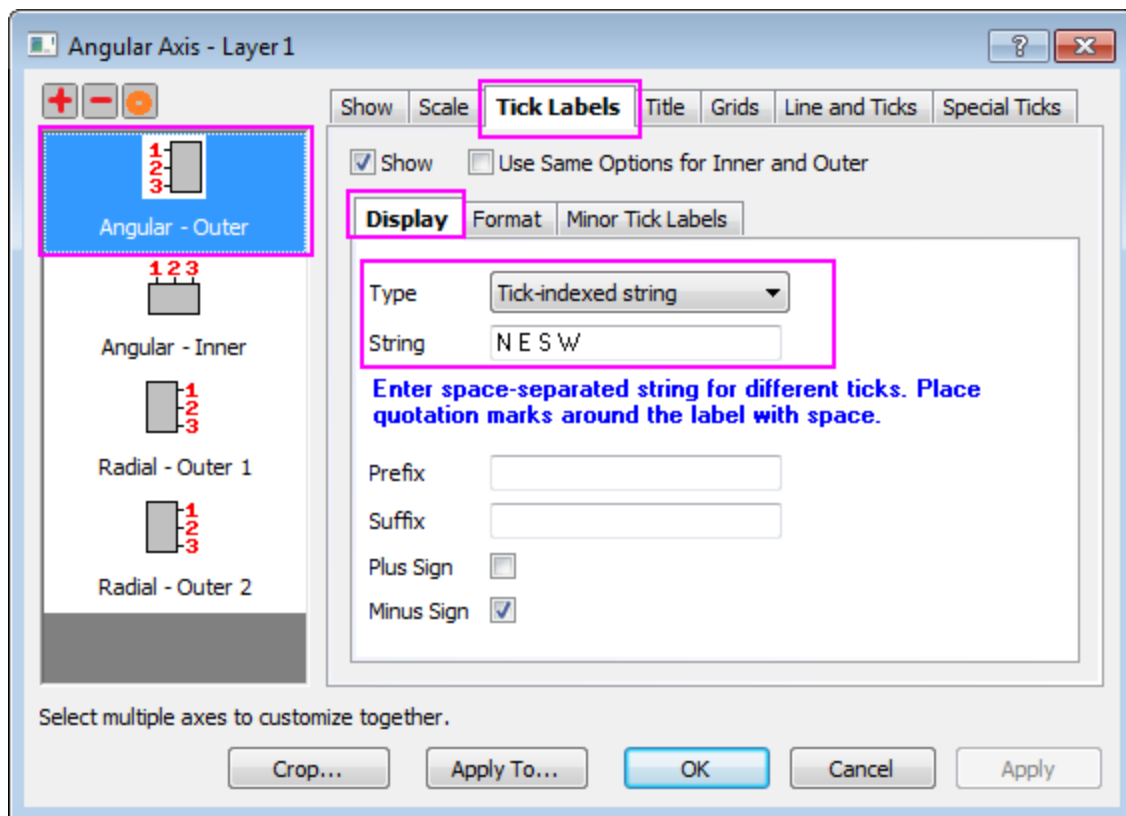 Angular Axis - Layer 1
Show Scale Tick Labels Title Grids Line and Ticks Special Ticks
Show Use Same Options for Inner and Outer
1
2
3
Angular - Outer
1 2 3
Angular - Inner
1
2
3
Radial - Outer 1
1
2
3
Radial - Outer 2
Display Format Minor Tick Labels
Type Tick-indexed string
String N E S W
Enter space-separated string for different ticks. Place
quotation marks around the label with space.
Prefix
Suffix
Plus Sign
Minus Sign
Select multiple axes to customize together.
Crop... Apply To... OK Cancel Apply